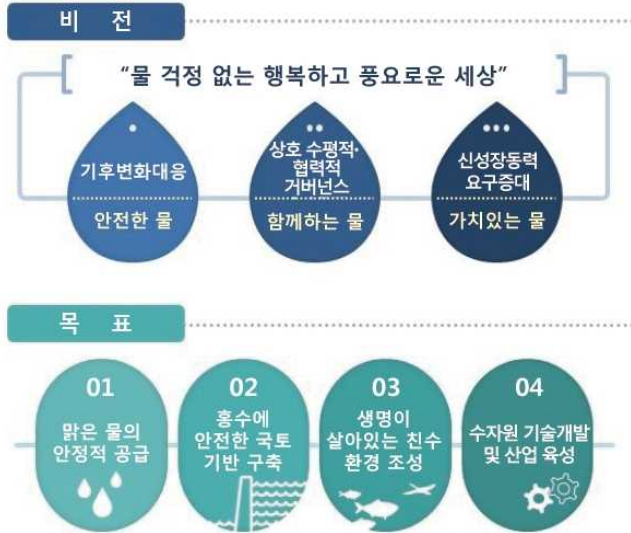 비 전
“물 걱정 없는 행복하고 풍요로운 세상”
기후변화대응
안전한 물
상호 수평적·
협력적
거버넌스
함께하는 물
신성장동력
요구증대
가치있는 물
목 표
01
맑은 물의
안정적 공급
02
홍수에
안전한 국토
기반 구축
03
생명이
살아있는 친수
환경 조성
04
수자원 기술개발
및 산업 육성